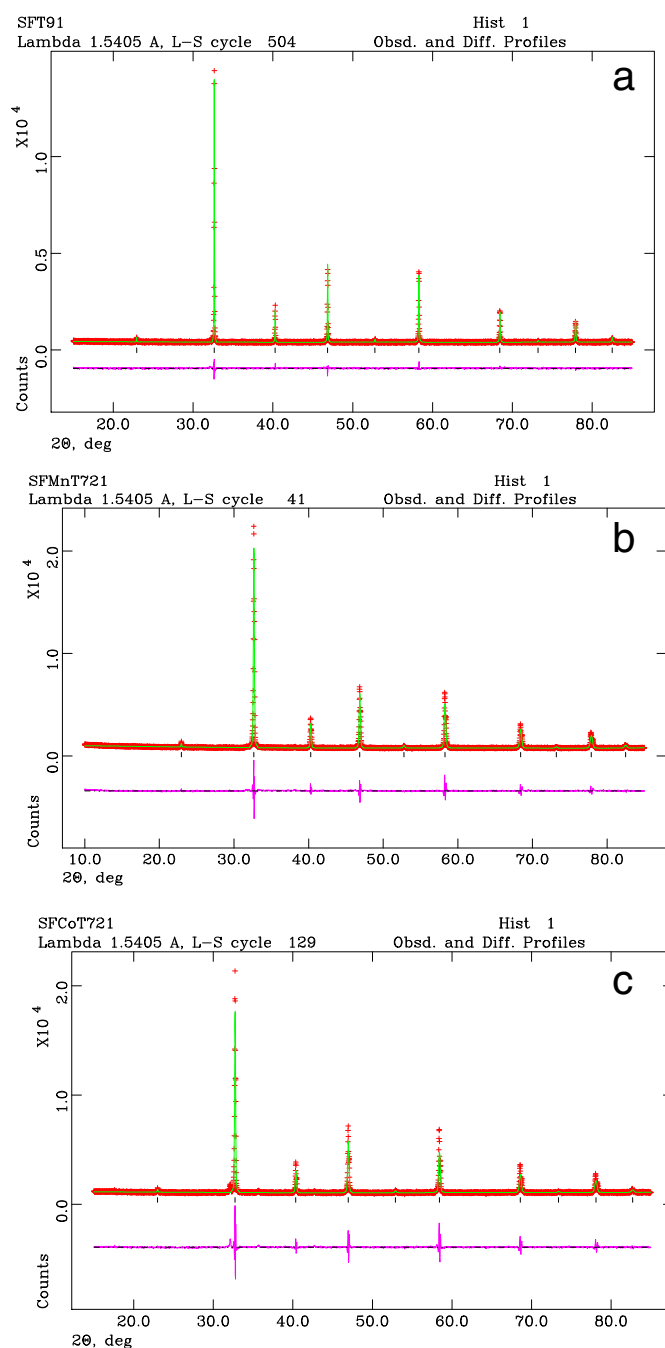 SFT91 Hist 1
Lambda 1.5405 A, L-S cycle 504 Obsd. and Diff. Profiles
a
X10 4
1.0
0.5
0.0
Counts
20.0 30.0 40.0 50.0 60.0 70.0 80.0
2Θ, deg
SFMnT721 Hist 1
Lambda 1.5405 A, L-S cycle 41 Obsd. and Diff. Profiles
b
X10 4
2.0
1.0
0.0
Counts
10.0 20.0 30.0 40.0 50.0 60.0 70.0 80.0
2Θ, deg
SFCoT721 Hist 1
Lambda 1.5405 A, L-S cycle 129 Obsd. and Diff. Profiles
c
X10 4
2.0
1.0
0.0
Counts
20.0 30.0 40.0 50.0 60.0 70.0 80.0
2Θ, deg